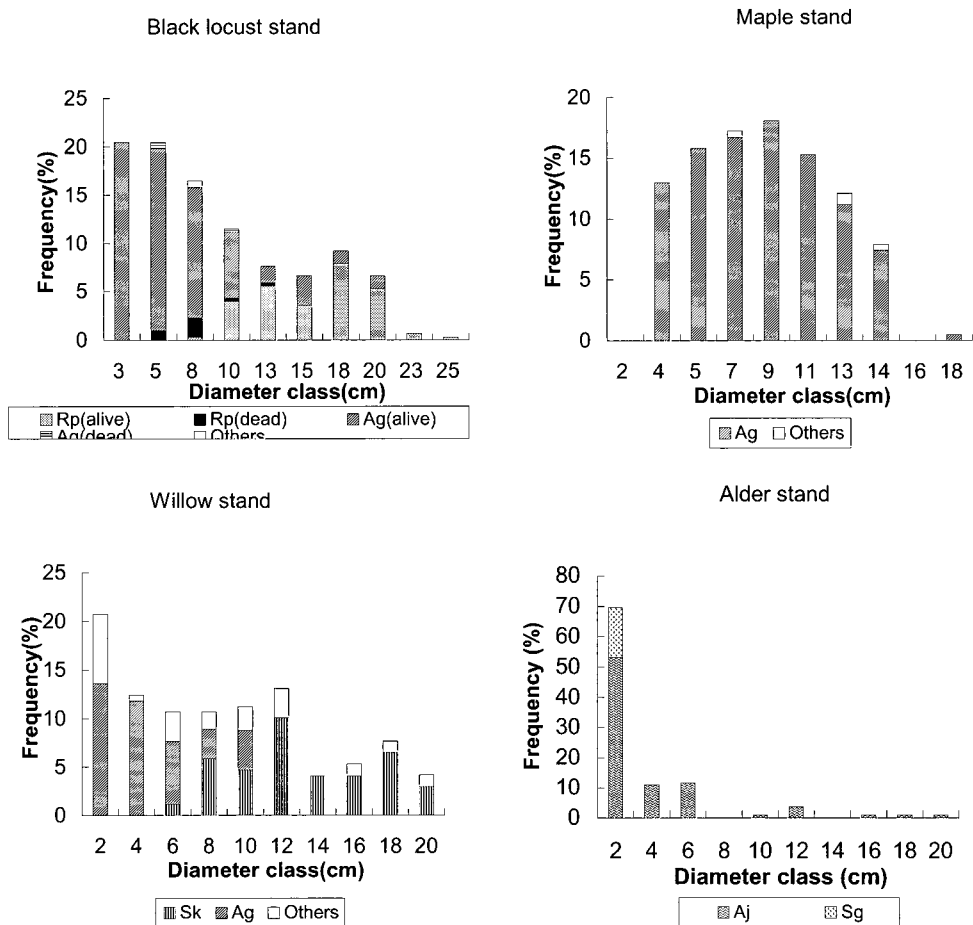 Black locust stand
Frequency(%)
25
20
15
10
5
0
3 5 8 10 13 15 18 20 23 25
Diameter class(cm)
Rp(alive) Rp(dead) Ag(alive)
Ag(dead) Others
Maple stand
Frequency(%)
20
15
10
5
0
2 4 5 7 9 11 13 14 16 18
Diameter class(cm)
Ag Others
Willow stand
Frequency(%)
25
20
15
10
5
0
2 4 6 8 10 12 14 16 18 20
Diameter class(cm)
Sk Ag Others
Alder stand
Frequency (%)
80
70
60
50
40
30
20
10
0
2 4 6 8 10 12 14 16 18 20
Diameter class (cm)
Aj Sg